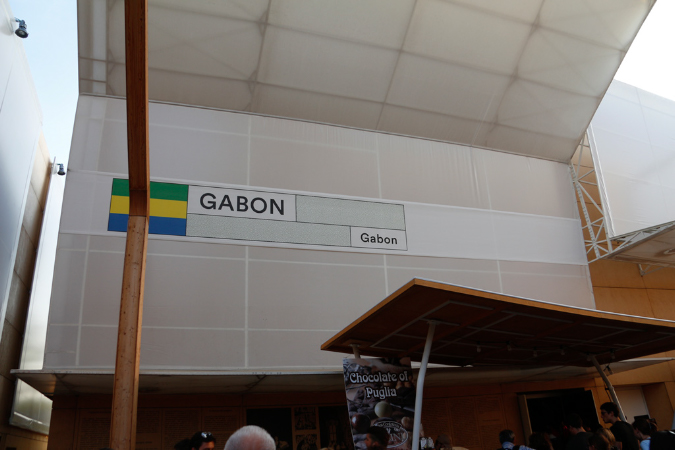 GABON
Gabon
Chocolate of
Puglia